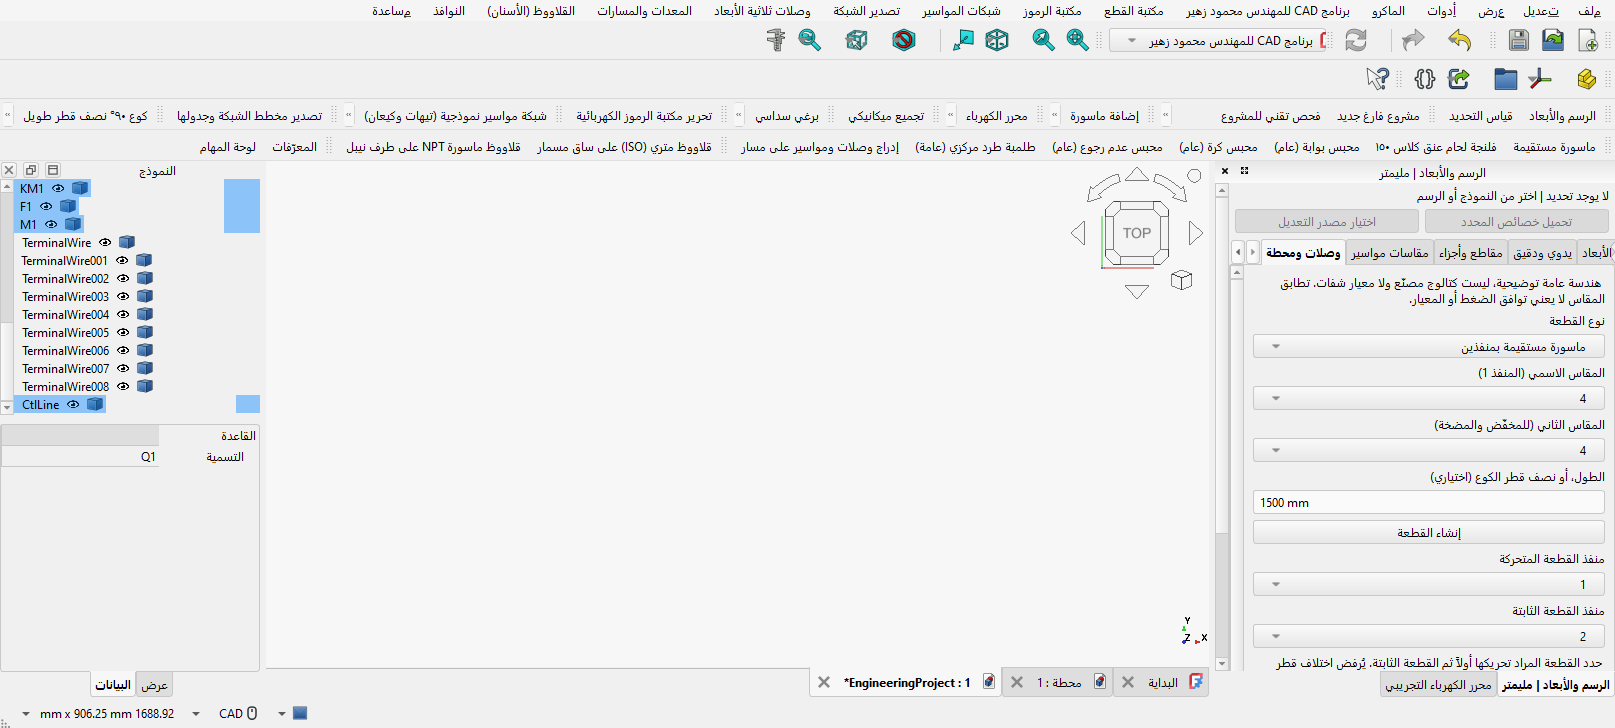 ملف تعديل عرض أدوات الماكرو برنامج CAD للمهندس محمود زهير مكتبة القطع مكتبة الرموز شبكات المواسير تصدير الشبكة وصلات ثلاثية الأبعاد المعدات والمسارات القلاووظ (الأسنان) النوافذ مساعدة
برنامج CAD للمهندس محمود زهير
الرسم والأبعاد قياس التحديد مشروع فارغ جديد فحص تقني للمشروع » إضافة ماسورة » محرر الكهرباء » تجميع ميكانيكي برغي سداسي » تحرير مكتبة الرموز الكهربائية شبكة مواسير نموذجية (تيهات وكيعان) » تصدير مخطط الشبكة وجدولها كوع ٩٠° نصف قطر طويل »
ماسورة مستقيمة فلنجة لحام عنق كلاس ١٥٠ محبس بوابة (عام) محبس كرة (عام) محبس عدم رجوع (عام) طلمبة طرد مركزي (عامة) إدراج وصلات ومواسير على مسار قلاووظ متري (ISO) على ساق مسمار قلاووظ ماسورة NPT على طرف نيبل المعرّفات لوحة المهام
الرسم والأبعاد | مليمتر
لا يوجد تحديد | اختر من النموذج أو الرسم
تحميل خصائص المحدد اختيار مصدر التعديل
الأبعاد يدوي ودقيق مقاطع وأجزاء مقاسات مواسير وصلات ومحطة
هندسة عامة توضيحية، ليست كتالوج مصنّع ولا معيار شفات. تطابق
المقاس لا يعني توافق الضغط أو المعيار.
نوع القطعة
ماسورة مستقيمة بمنفذين
المقاس الاسمي (المنفذ 1)
4
المقاس الثاني (للمخفّض والمضخة)
4
الطول، أو نصف قطر الكوع (اختياري)
1500 mm
إنشاء القطعة
منفذ القطعة المتحركة
1
منفذ القطعة الثابتة
2
حدد القطعة المراد تحريكها أولاً ثم القطعة الثابتة. يُرفض اختلاف قطر
الرسم والأبعاد | مليمتر محرر الكهرباء التجريبي
TOP
Y
Z X
البداية محطة : 1 EngineeringProject : 1*
النموذج
KM1
F1
M1
TerminalWire
TerminalWire001
TerminalWire002
TerminalWire003
TerminalWire004
TerminalWire005
TerminalWire006
TerminalWire007
TerminalWire008
CtlLine
القاعدة
التسمية Q1
عرض البيانات
CAD mm x 906.25 mm 1688.92